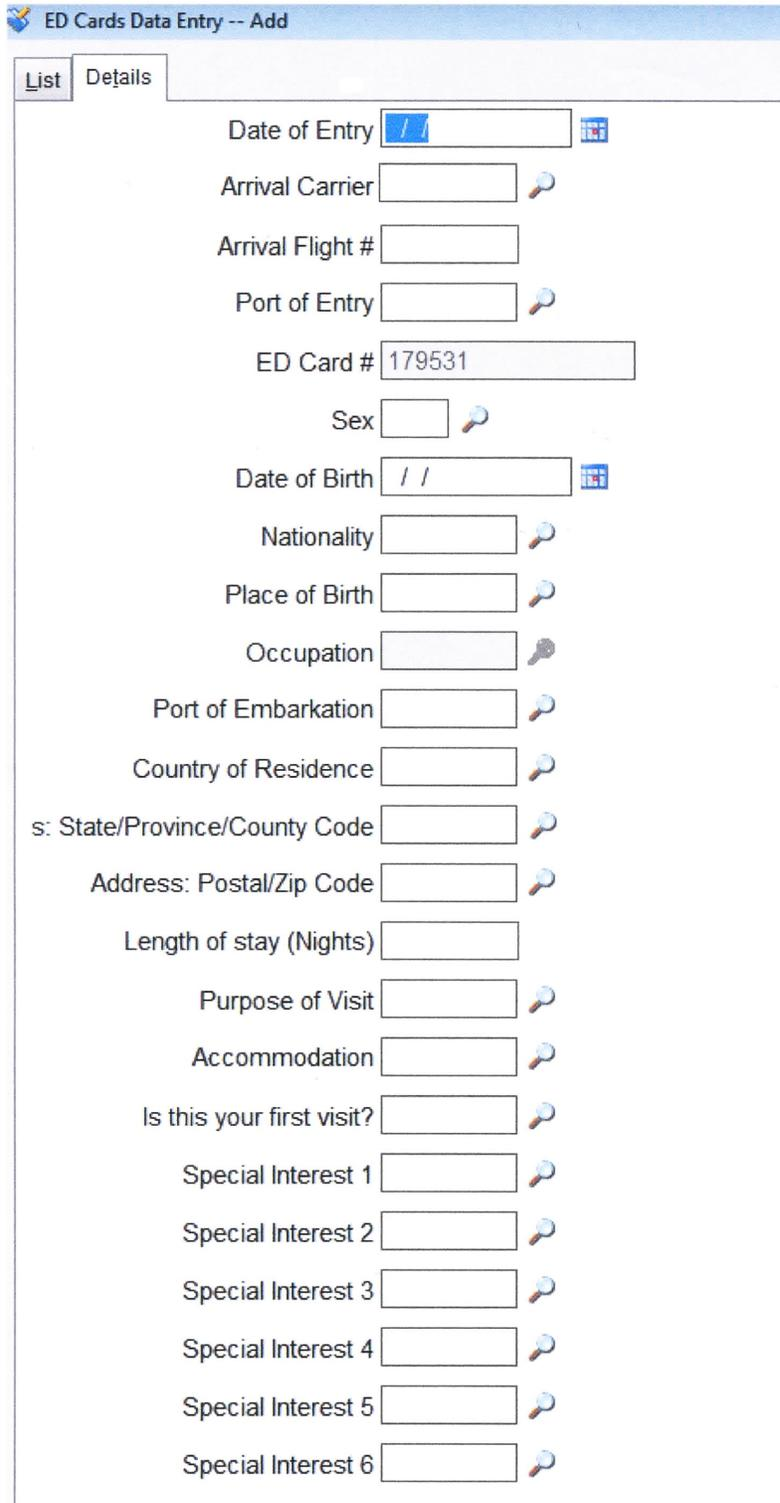 ED Cards Data Entry -- Add
List Details
Date of Entry / /
Arrival Carrier
Arrival Flight #
Port of Entry
ED Card # 179531
Sex
Date of Birth / /
Nationality
Place of Birth
Occupation
Port of Embarkation
Country of Residence
s: State/Province/County Code
Address: Postal/Zip Code
Length of stay (Nights)
Purpose of Visit
Accommodation
Is this your first visit?
Special Interest 1
Special Interest 2
Special Interest 3
Special Interest 4
Special Interest 5
Special Interest 6